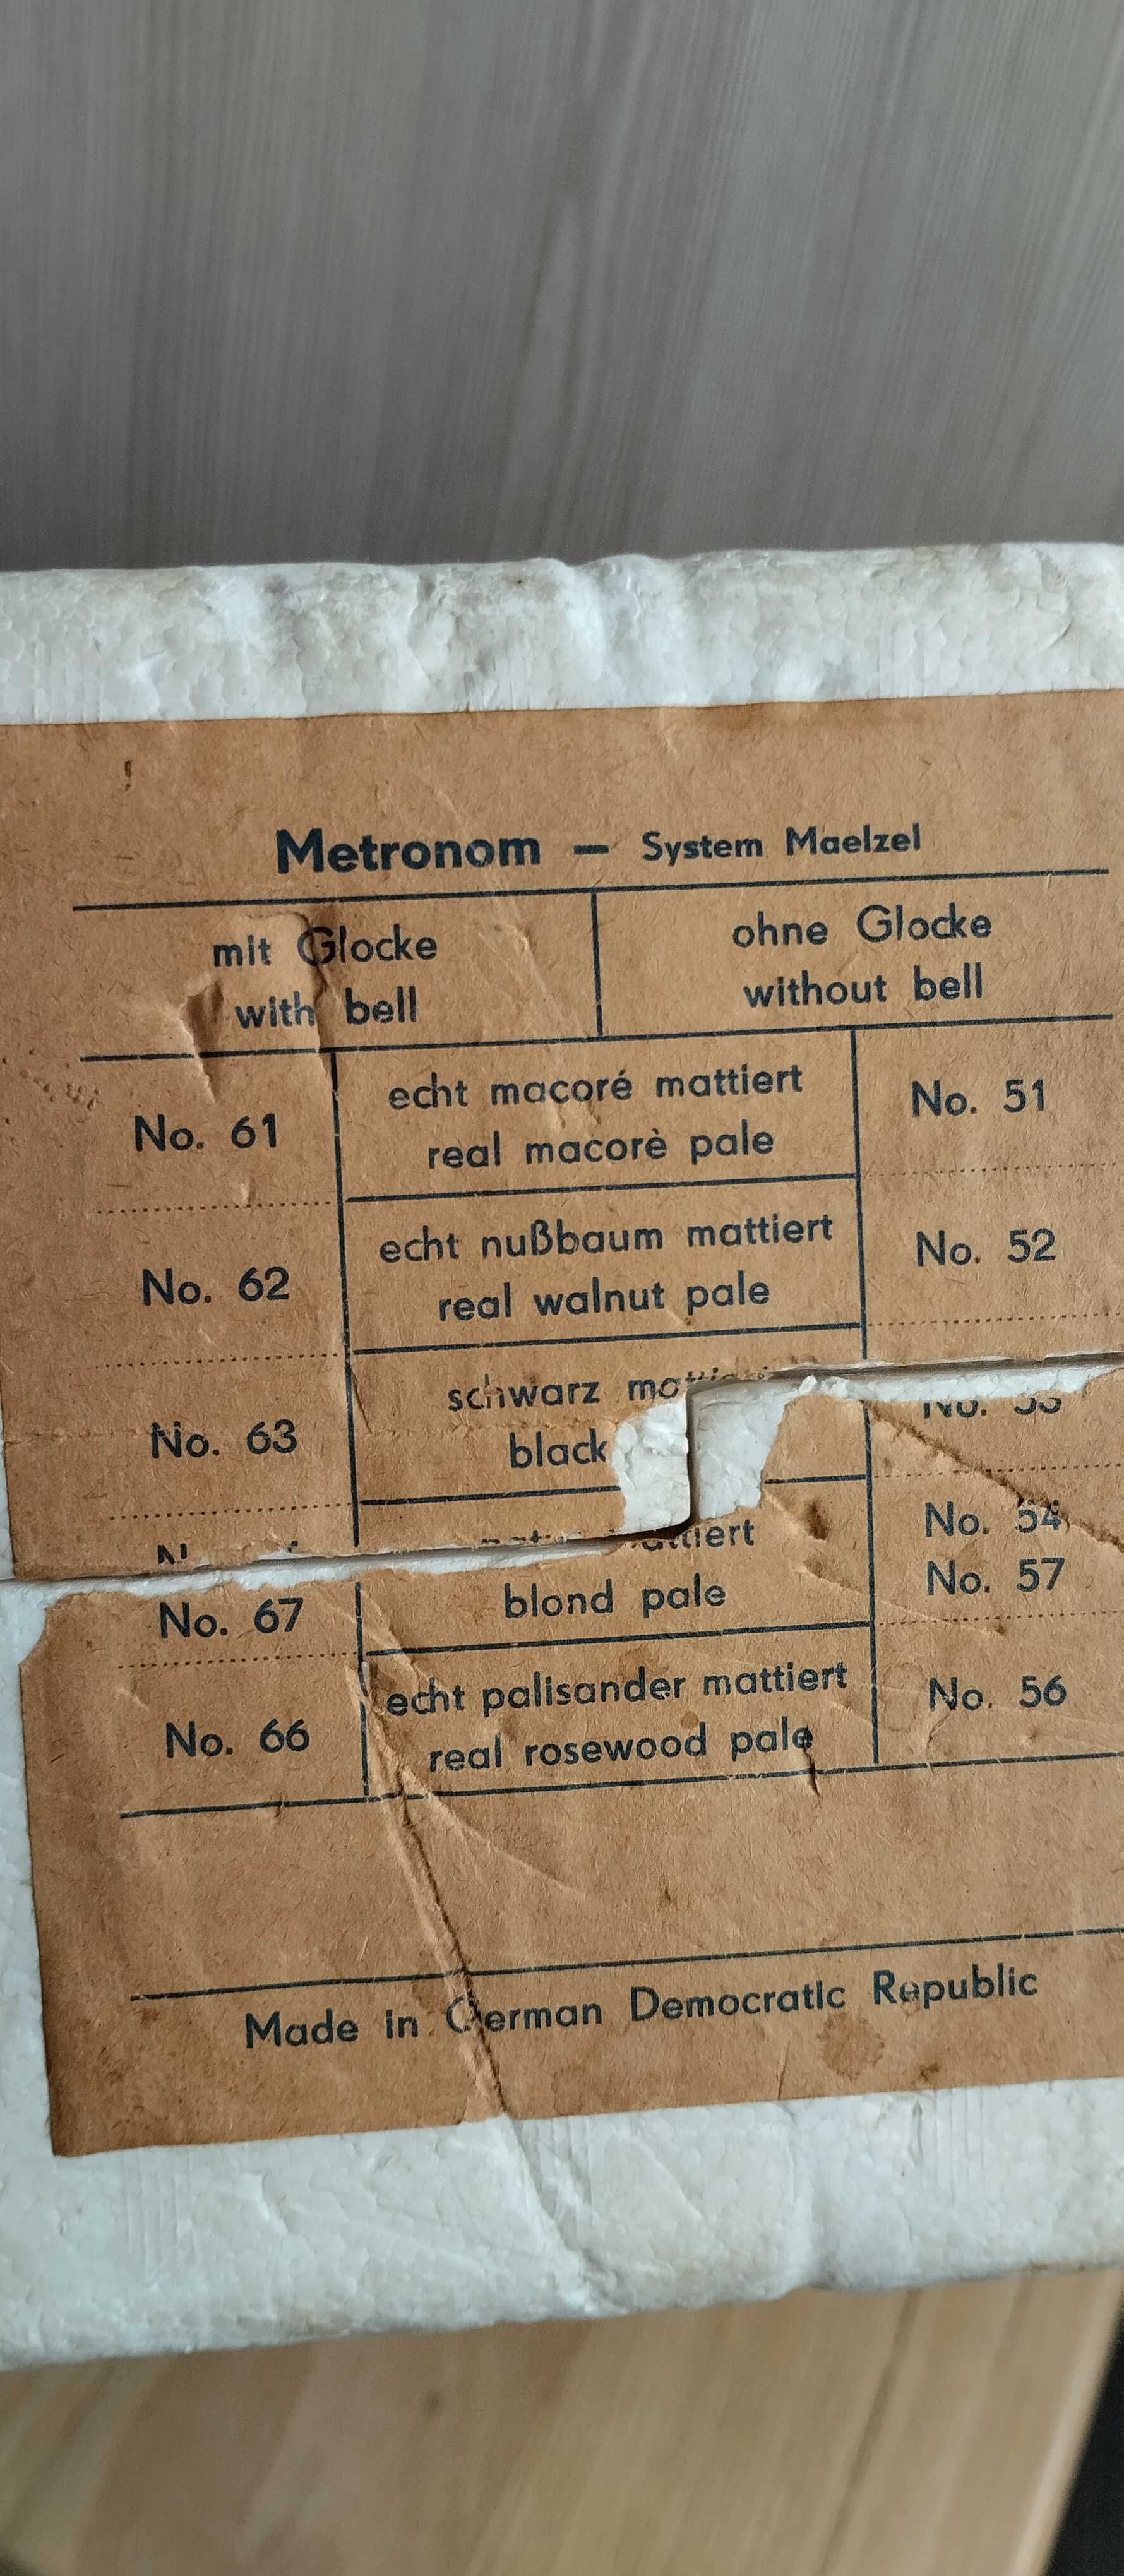 Metronom — System Maelzel
mit Glocke
with bell
ohne Glocke
without bell
No. 61
echt macoré mattiert
real macorè pale
No. 51
No. 62
echt nußbaum mattiert
real walnut pale
No. 52
No. 63
schwarz
black
No. 53
No. 67
mattiert
blond pale
No. 54
No. 57
No. 66
echt palisander mattiert
real rosewood pale
No. 56
Made in German Democratic Republic